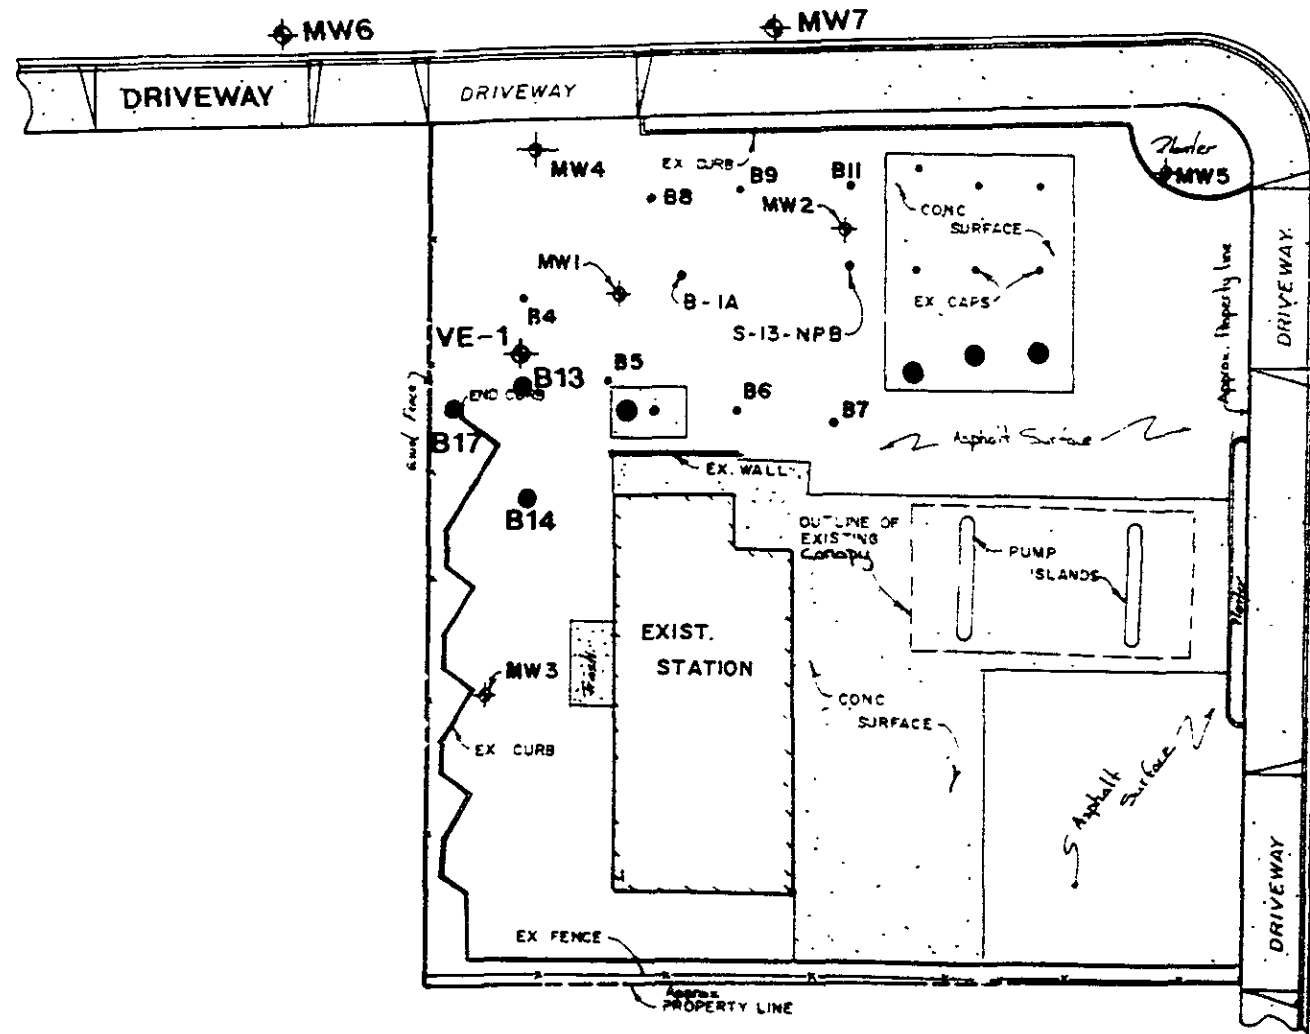 MW6
MW7
DRIVEWAY
DRIVEWAY
Planter
MW5
EX CURB
MW4
B9
B11
B8
MW2
CONC
SURFACE
MW1
B-1A
EX CAPS
B4
S-13-NPB
VE-1
B13
B5
END CURB
B6
B7
B17
Asphalt Surface
EX. WALL
B14
OUTLINE OF
EXISTING
Canopy
PUMP
ISLANDS
EXIST.
STATION
Trash
MW3
EX CURB
CONC
SURFACE
Asphalt
Surface
EX FENCE
Approx
PROPERTY LINE
DRIVEWAY
Approx. Property line
Planter
DRIVEWAY